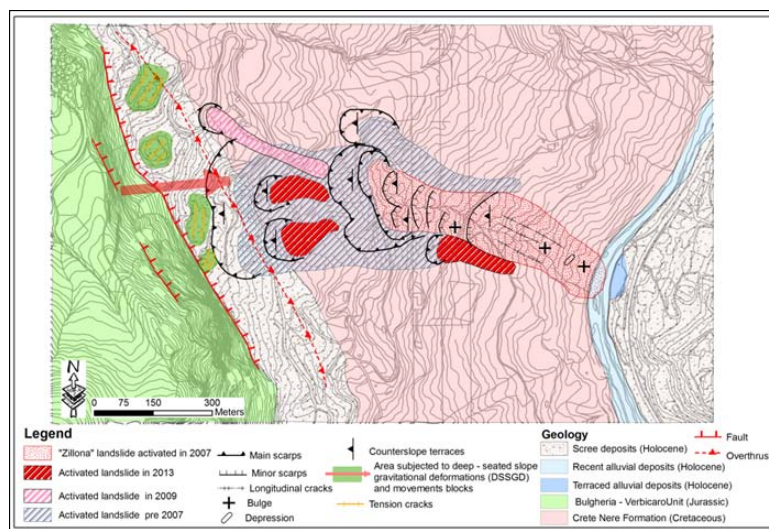 N
0 75 150 300
Meters
Legend
"Zillona" landslide activated in 2007
Activated landslide in 2013
Activated landslide in 2009
Activated landslide pre 2007
Main scarps
Minor scarps
Longitudinal cracks
Bulge
Depression
Counterslope terraces
Area subjected to deep - seated slope
gravitational deformations (DSSGD)
and movements blocks
Tension cracks
Geology
Scree deposits (Holocene)
Recent alluvial deposits (Holocene)
Terraced alluvial deposits (Holocene)
Bulgheria - VerbicaroUnit (Jurassic)
Crete Nere Formation (Cretaceous)
Fault
Overthrus